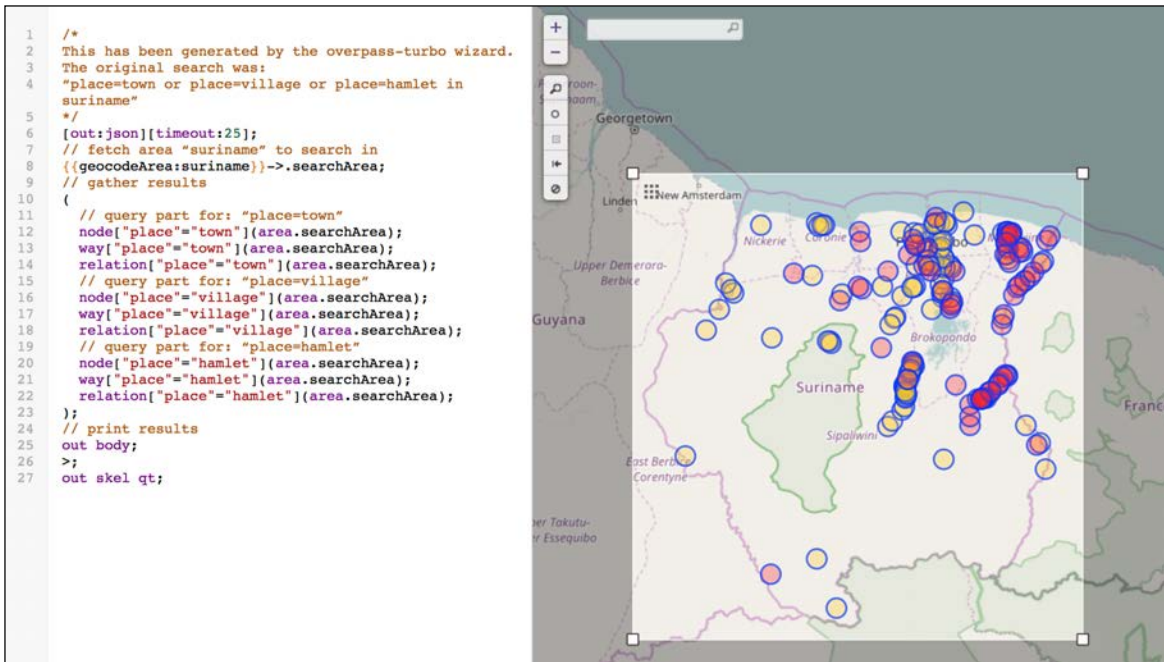 1 /*
2 This has been generated by the overpass-turbo wizard.
3 The original search was:
4 "place=town or place=village or place=hamlet in
suriname"
5 */
6 [out:json][timeout:25];
7 // fetch area "suriname" to search in
8 {{geocodeArea:suriname}}->.searchArea;
9 // gather results
10 (
11 // query part for: "place=town"
12 node["place"="town"](area.searchArea);
13 way["place"="town"](area.searchArea);
14 relation["place"="town"](area.searchArea);
15 // query part for: "place=village"
16 node["place"="village"](area.searchArea);
17 way["place"="village"](area.searchArea);
18 relation["place"="village"](area.searchArea);
19 // query part for: "place=hamlet"
20 node["place"="hamlet"](area.searchArea);
21 way["place"="hamlet"](area.searchArea);
22 relation["place"="hamlet"](area.searchArea);
23 );
24 // print results
25 out body;
26 >;
27 out skel qt;
+
−
Georgetown
Linden
New Amsterdam
Nickerie
Coronie
Upper Demerara-
Berbice
Guyana
Brokopondo
Suriname
Franc
Sipaliwini
East Berbice
Corentyne
per Takutu-
er Essequibo